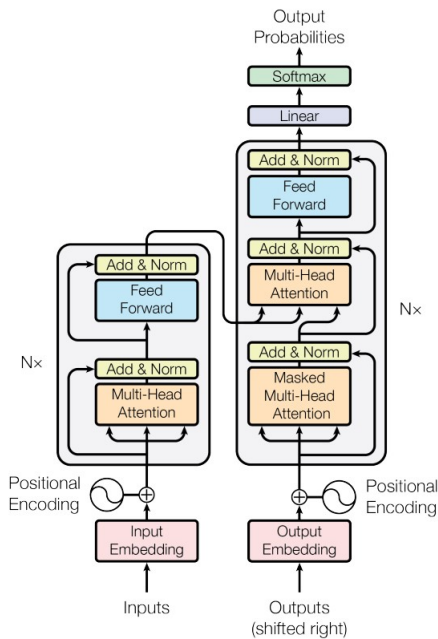 Output
Probabilities
Softmax
Linear
Add & Norm
Feed
Forward
Add & Norm
Multi-Head
Attention
Add & Norm
Masked
Multi-Head
Attention
N×
Add & Norm
Feed
Forward
Add & Norm
Multi-Head
Attention
N×
Positional
Encoding
Positional
Encoding
Input
Embedding
Output
Embedding
Inputs
Outputs
(shifted right)